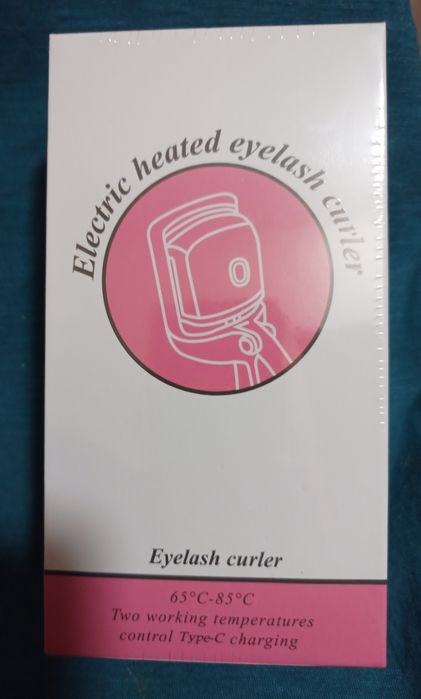 Electric heated eyelash curler
Eyelash curler
65°C-85°C
Two working temperatures
control Type-C charging